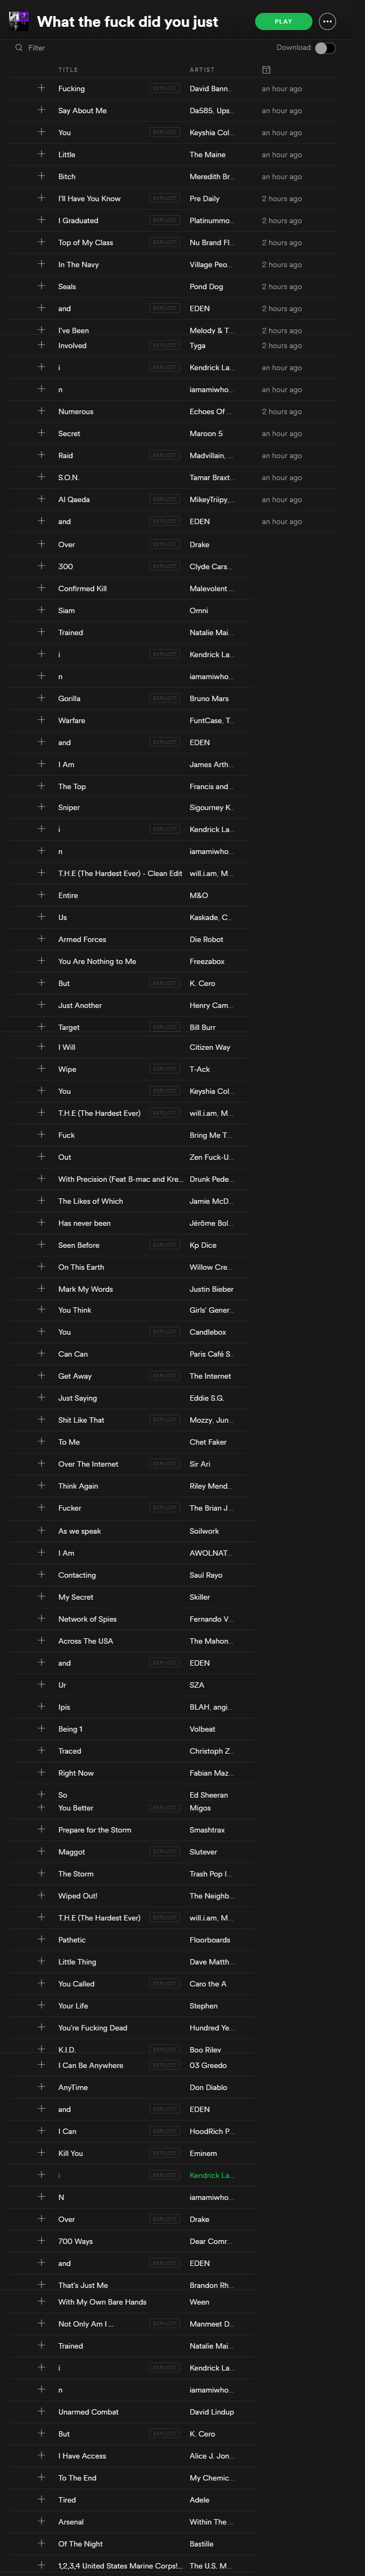 What the fuck did you just
PLAY
Filter
Download
TITLE ARTIST
Fucking EXPLICIT David Bann... an hour ago
Say About Me Da585, Ups... an hour ago
You EXPLICIT Keyshia Col... an hour ago
Little The Maine an hour ago
Bitch Meredith Br... an hour ago
I'll Have You Know EXPLICIT Pre Daily 2 hours ago
I Graduated EXPLICIT Platinummo... 2 hours ago
Top of My Class EXPLICIT Nu Brand Fl... 2 hours ago
In The Navy Village Peo... 2 hours ago
Seals Pond Dog 2 hours ago
and EXPLICIT EDEN 2 hours ago
I've Been Melody & T... 2 hours ago
Involved EXPLICIT Tyga 2 hours ago
i EXPLICIT Kendrick La... an hour ago
n iamamiwho... an hour ago
Numerous Echoes Of ... 2 hours ago
Secret Maroon 5 an hour ago
Raid EXPLICIT Madvillain, ... an hour ago
S.O.N. Tamar Braxt... an hour ago
Al Qaeda EXPLICIT MikeyTriipy,... an hour ago
and EXPLICIT EDEN an hour ago
Over EXPLICIT Drake
300 EXPLICIT Clyde Cars...
Confirmed Kill Malevolent ...
Siam Omni
Trained Natalie Mai...
i EXPLICIT Kendrick La...
n iamamiwho...
Gorilla EXPLICIT Bruno Mars
Warfare FuntCase, T...
and EXPLICIT EDEN
I Am James Arth...
The Top Francis and...
Sniper Sigourney K...
i EXPLICIT Kendrick La...
n iamamiwho...
T.H.E (The Hardest Ever) - Clean Edit will.i.am, M...
Entire M&O
Us Kaskade, C...
Armed Forces Die Robot
You Are Nothing to Me Freezabox
But EXPLICIT K. Cero
Just Another Henry Cam...
Target EXPLICIT Bill Burr
I Will Citizen Way
Wipe EXPLICIT T-Ack
You EXPLICIT Keyshia Col...
T.H.E (The Hardest Ever) EXPLICIT will.i.am, M...
Fuck Bring Me T...
Out Zen Fuck-U...
With Precision (Feat B-mac and Kre... Drunk Pede...
The Likes of Which Jamie McD...
Has never been Jérôme Bol...
Seen Before EXPLICIT Kp Dice
On This Earth Willow Cre...
Mark My Words Justin Bieber
You Think Girls' Gener...
You EXPLICIT Candlebox
Can Can Paris Café S...
Get Away EXPLICIT The Internet
Just Saying Eddie S.G.
Shit Like That EXPLICIT Mozzy, Jun...
To Me Chet Faker
Over The Internet EXPLICIT Sir Ari
Think Again Riley Mend...
Fucker EXPLICIT The Brian J...
As we speak Soilwork
I Am AWOLNAT...
Contacting Saul Rayo
My Secret Skiller
Network of Spies Fernando V...
Across The USA The Mahon...
and EXPLICIT EDEN
Ur SZA
Ipis BLAH, angi...
Being 1 Volbeat
Traced Christoph Z...
Right Now Fabian Maz...
So Ed Sheeran
You Better EXPLICIT Migos
Prepare for the Storm Smashtrax
Maggot EXPLICIT Slutever
The Storm Trash Pop I...
Wiped Out! The Neighb...
T.H.E (The Hardest Ever) EXPLICIT will.i.am, M...
Pathetic Floorboards
Little Thing Dave Matth...
You Called EXPLICIT Caro the A
Your Life Stephen
You're Fucking Dead Hundred Ye...
K.I.D. EXPLICIT Boo Riley
I Can Be Anywhere EXPLICIT 03 Greedo
AnyTime Don Diablo
and EXPLICIT EDEN
I Can EXPLICIT HoodRich P...
Kill You EXPLICIT Eminem
i EXPLICIT Kendrick La...
N iamamiwho...
Over EXPLICIT Drake
700 Ways Dear Comr...
and EXPLICIT EDEN
That's Just Me Brandon Rh...
With My Own Bare Hands Ween
Not Only Am I ... EXPLICIT Manmeet D...
Trained Natalie Mai...
i EXPLICIT Kendrick La...
n iamamiwho...
Unarmed Combat David Lindup
But EXPLICIT K. Cero
I Have Access Alice J. Jon...
To The End My Chemic...
Tired Adele
Arsenal Within The ...
Of The Night Bastille
1,2,3,4 United States Marine Corps!... The U.S. M...